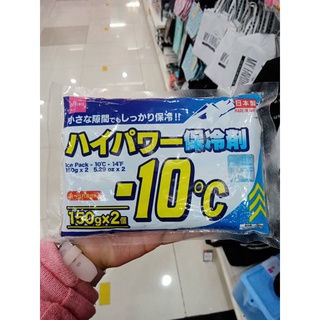 小さな隙間でもしっかり保冷!!
日本製
ハイパワー保冷剤
Ice Pack -10℃ -14℉
150g x 2 5.29 oz x 2
-10℃
150g×2個